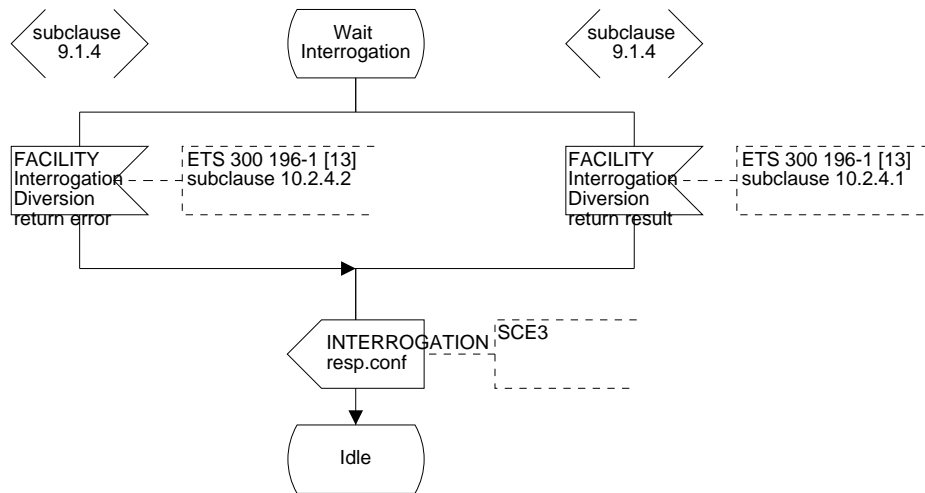 subclause
9.1.4
Wait
Interrogation
subclause
9.1.4
FACILITY
Interrogation
Diversion
return error
ETS 300 196-1 [13]
subclause 10.2.4.2
FACILITY
Interrogation
Diversion
return result
ETS 300 196-1 [13]
subclause 10.2.4.1
INTERROGATION
resp.conf
SCE3
Idle